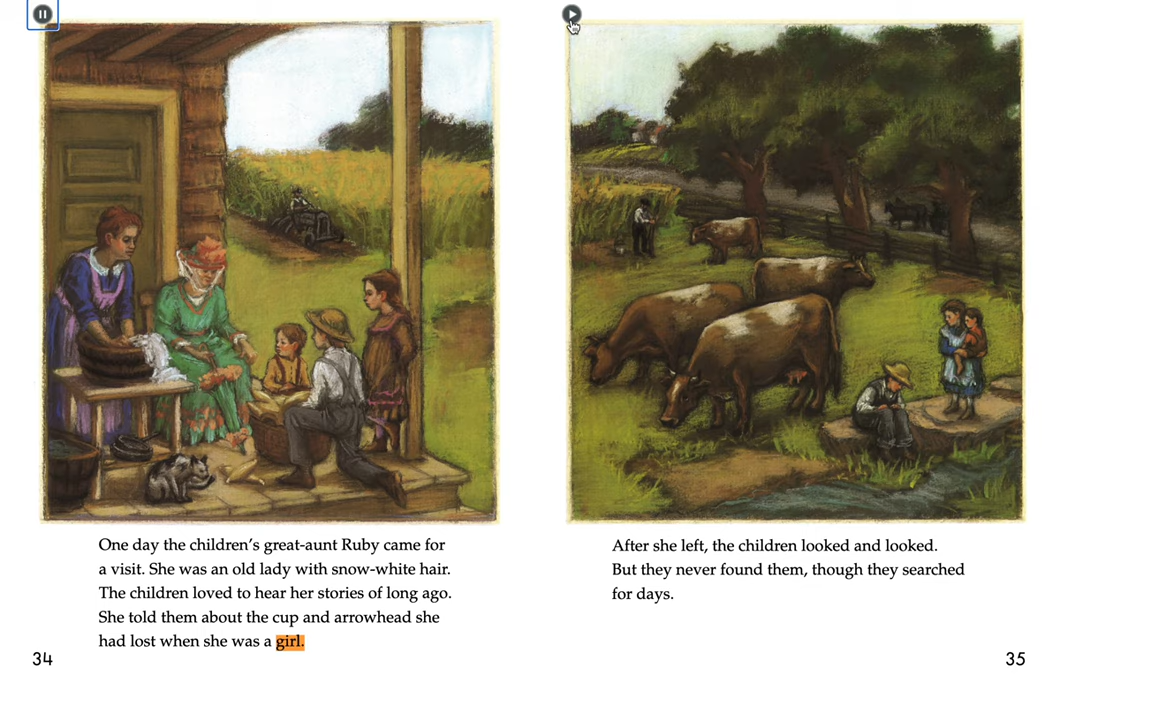 One day the children's great-aunt Ruby came for
a visit. She was an old lady with snow-white hair.
The children loved to hear her stories of long ago.
She told them about the cup and arrowhead she
had lost when she was a girl.
34
After she left, the children looked and looked.
But they never found them, though they searched
for days.
35